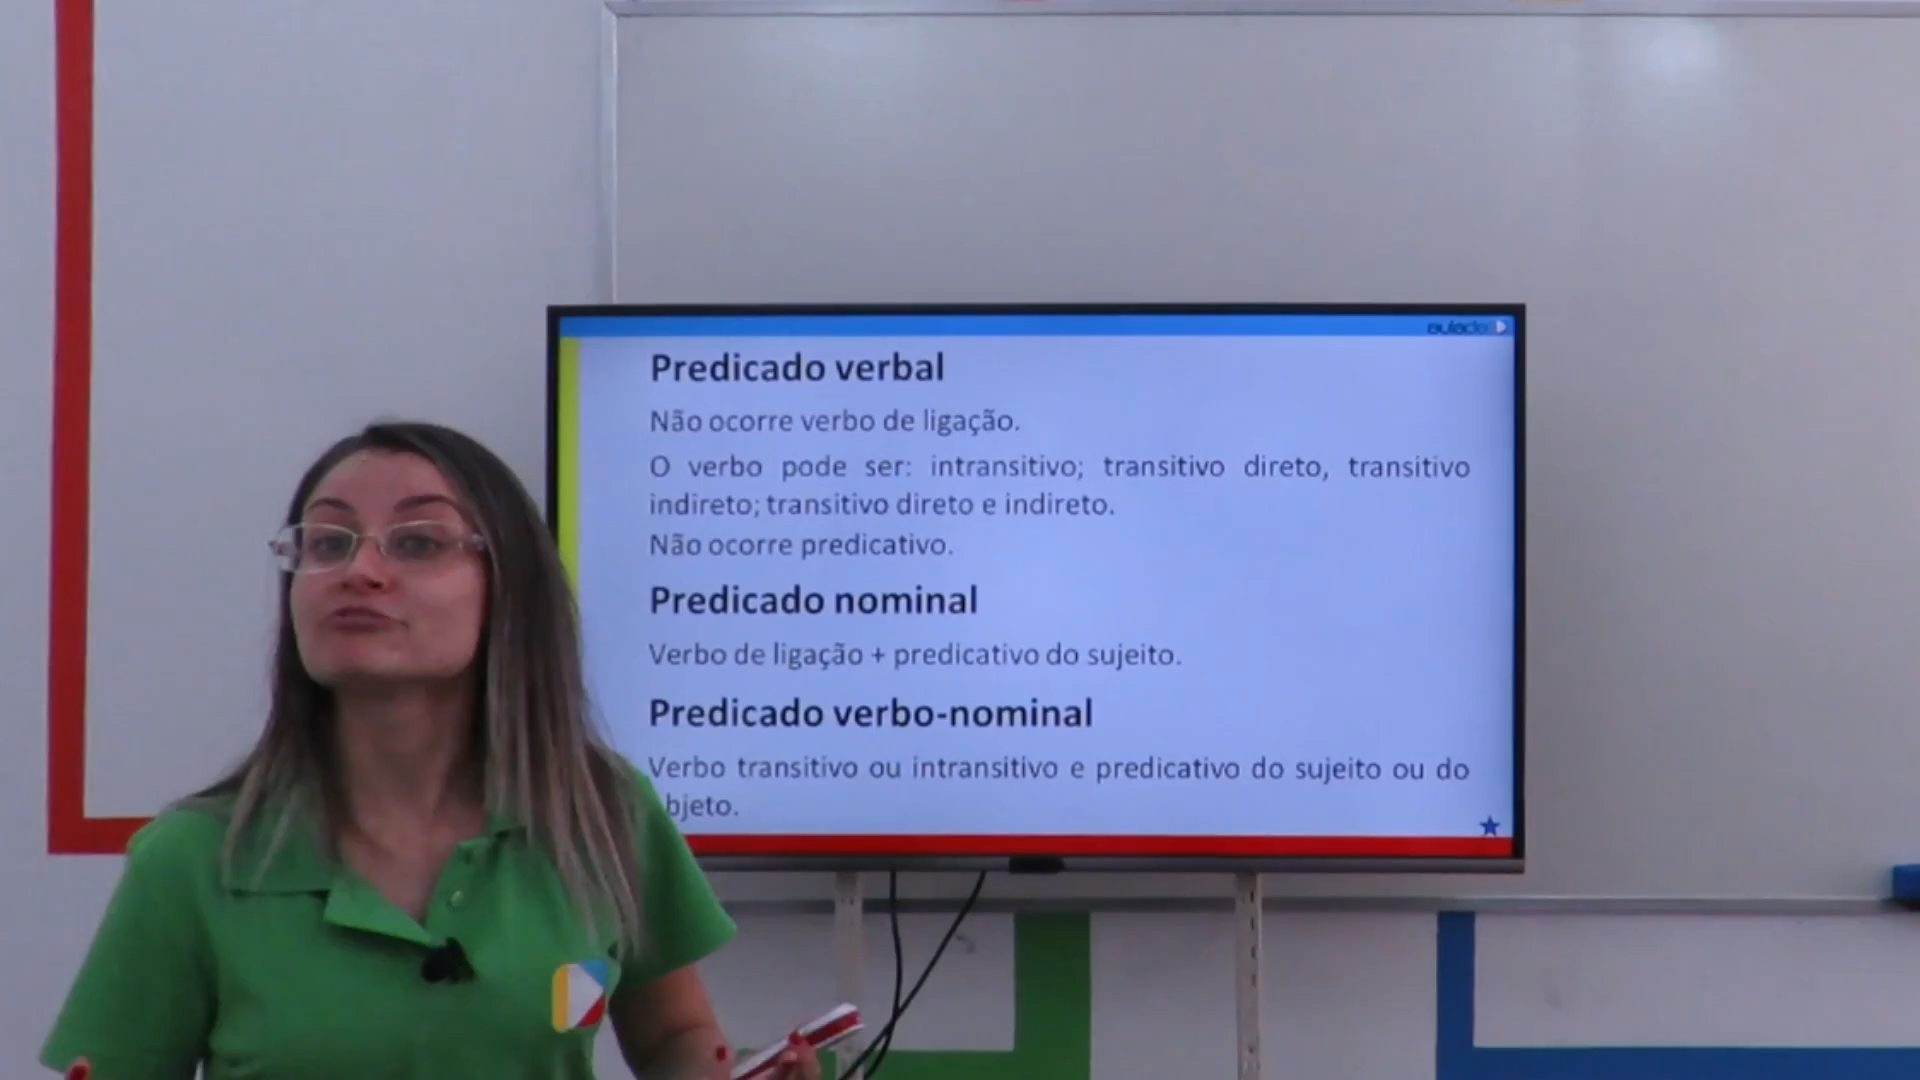 aulade
Predicado verbal
Não ocorre verbo de ligação.
O verbo pode ser: intransitivo; transitivo direto, transitivo
indireto; transitivo direto e indireto.
Não ocorre predicativo.
Predicado nominal
Verbo de ligação + predicativo do sujeito.
Predicado verbo-nominal
Verbo transitivo ou intransitivo e predicativo do sujeito ou do
bjeto.